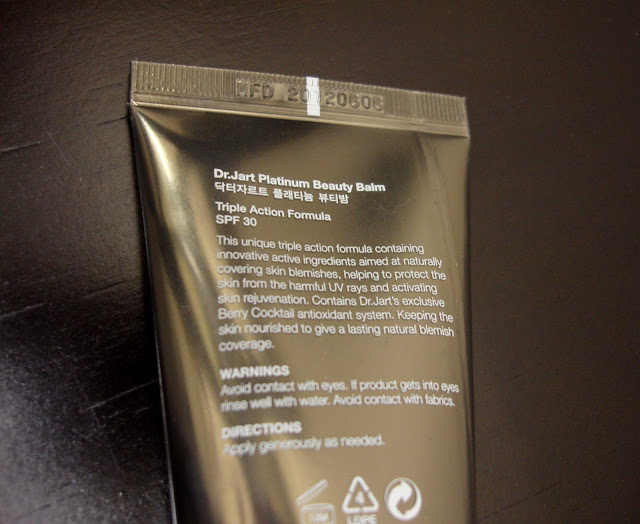 MFD 20120606
Dr.Jart Platinum Beauty Balm
닥터자르트 플래티늄 뷰티밤
Triple Action Formula
SPF 30
This unique triple action formula containing
innovative active ingredients aimed at naturally
covering skin blemishes, helping to protect the
skin from the harmful UV rays and activating
skin rejuvenation. Contains Dr.Jart's exclusive
Berry Cocktail antioxidant system. Keeping the
skin nourished to give a lasting natural blemish
coverage.
WARNINGS
Avoid contact with eyes. If product gets into eyes
rinse well with water. Avoid contact with fabrics.
DIRECTIONS
Apply generously as needed.
4
LDPE